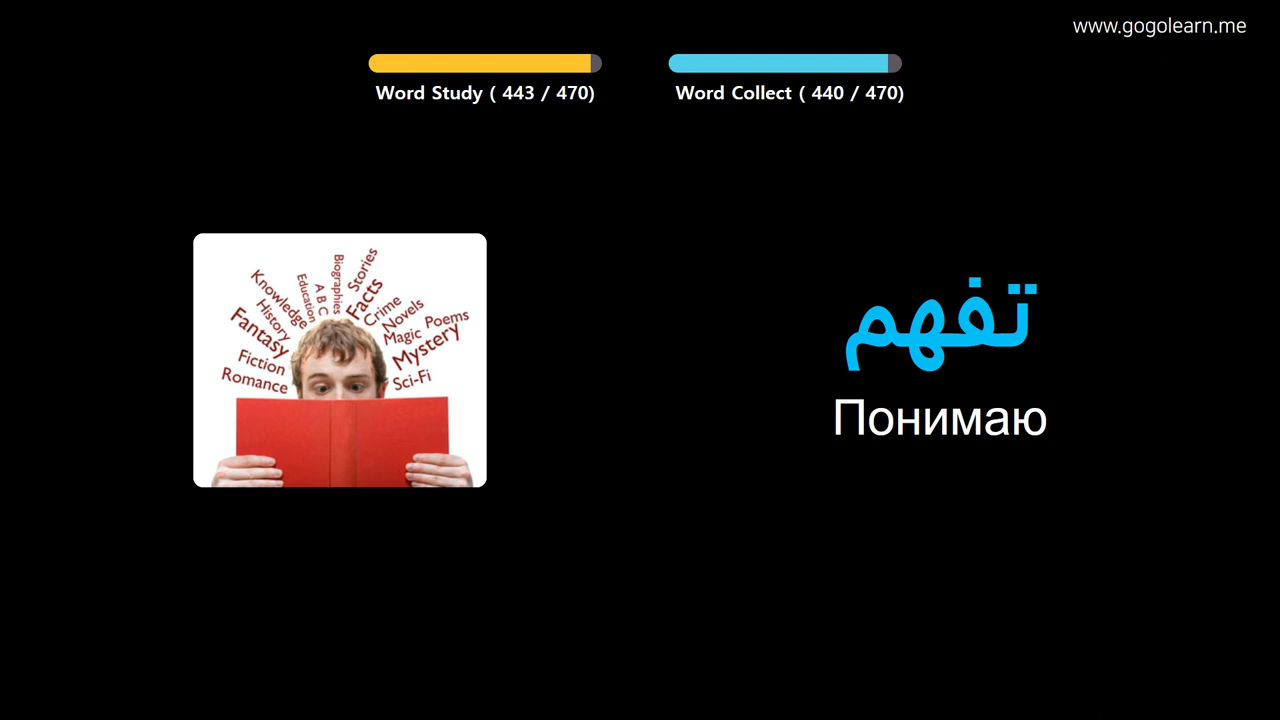 www.gogolearn.me
Word Study ( 443 / 470)
Word Collect ( 440 / 470)
Stories
Biographies
Facts
A B C
Education
Knowledge
Crime
History
Novels
Fantasy
Poems
Magic
Mystery
Fiction
Romance
Sci-Fi
تفهم
Понимаю